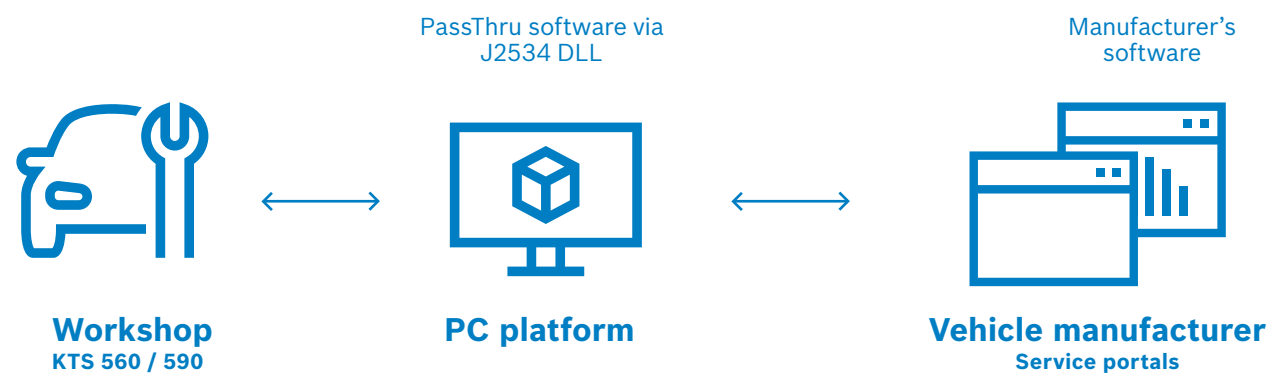 PassThru software via
J2534 DLL
Manufacturer’s
software
Workshop
KTS 560 / 590
PC platform
Vehicle manufacturer
Service portals